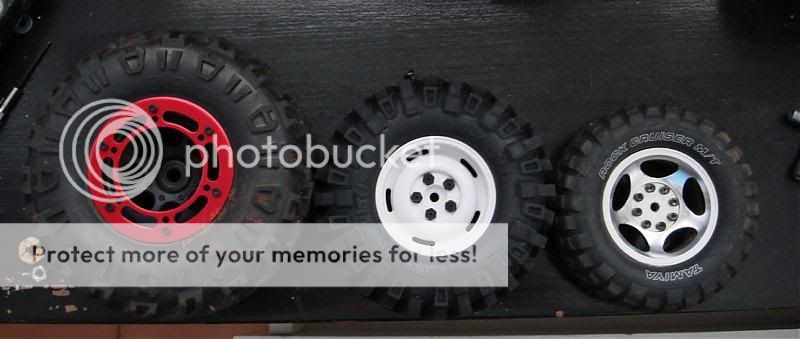 ROCK CRUISER M/T
photobucket
TAMIYA
Protect more of your memories for less!